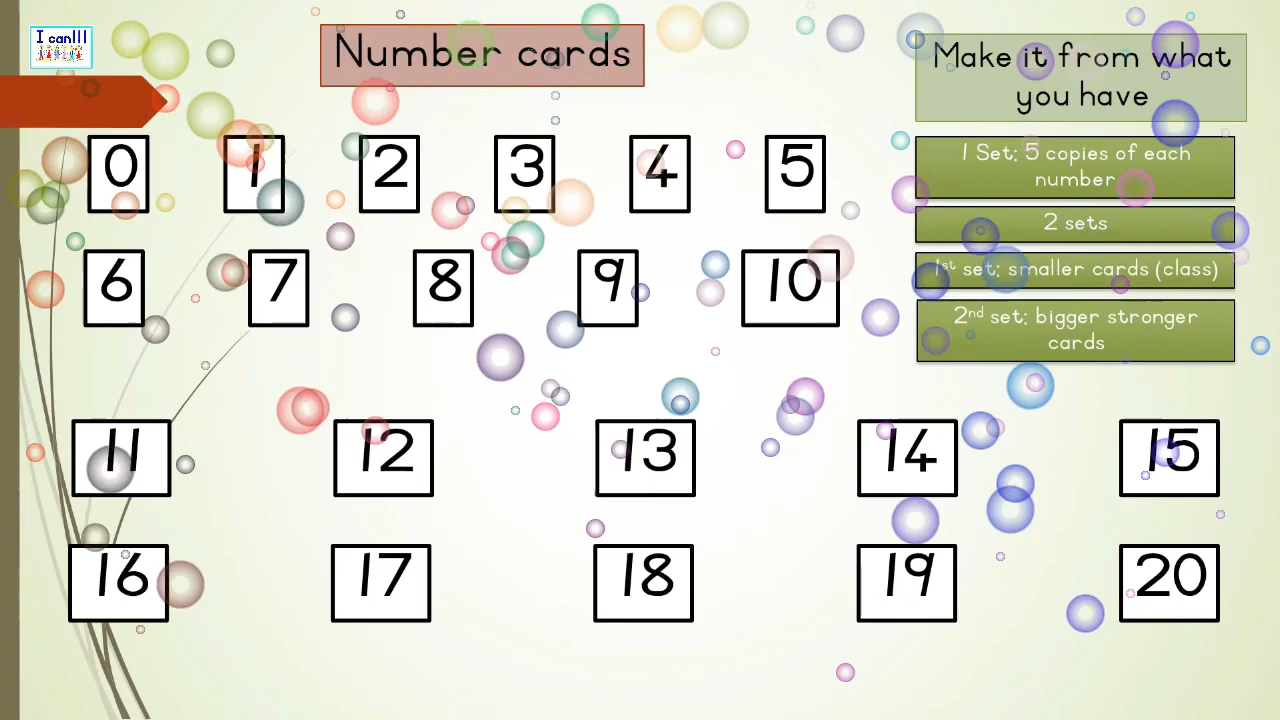 I can!!!
Number cards
Make it from what
you have
0 1 2 3 4 5
1 Set: 5 copies of each
number
2 sets
6 7 8 9 10
1st set: smaller cards (class)
2nd set: bigger stronger
cards
11 12 13 14 15
16 17 18 19 20